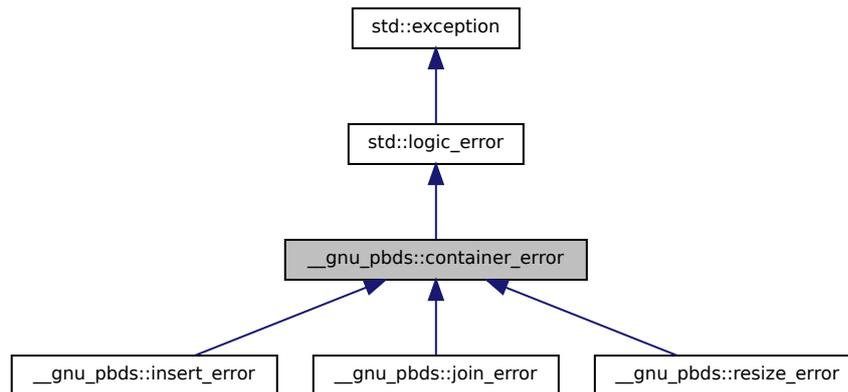 std::exception
std::logic_error
__gnu_pbds::container_error
__gnu_pbds::insert_error
__gnu_pbds::join_error
__gnu_pbds::resize_error